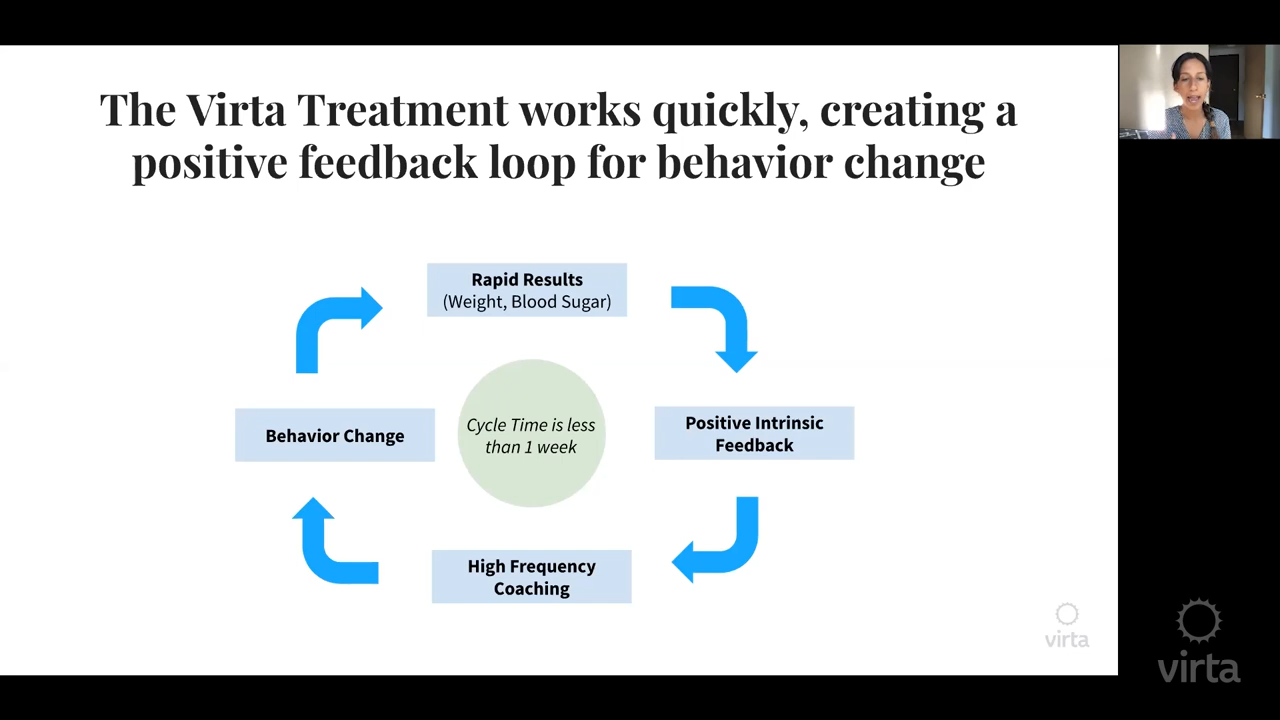 The Virta Treatment works quickly, creating a
positive feedback loop for behavior change
Rapid Results
(Weight, Blood Sugar)
Behavior Change
Cycle Time is less
than 1 week
Positive Intrinsic
Feedback
High Frequency
Coaching
virta
virta